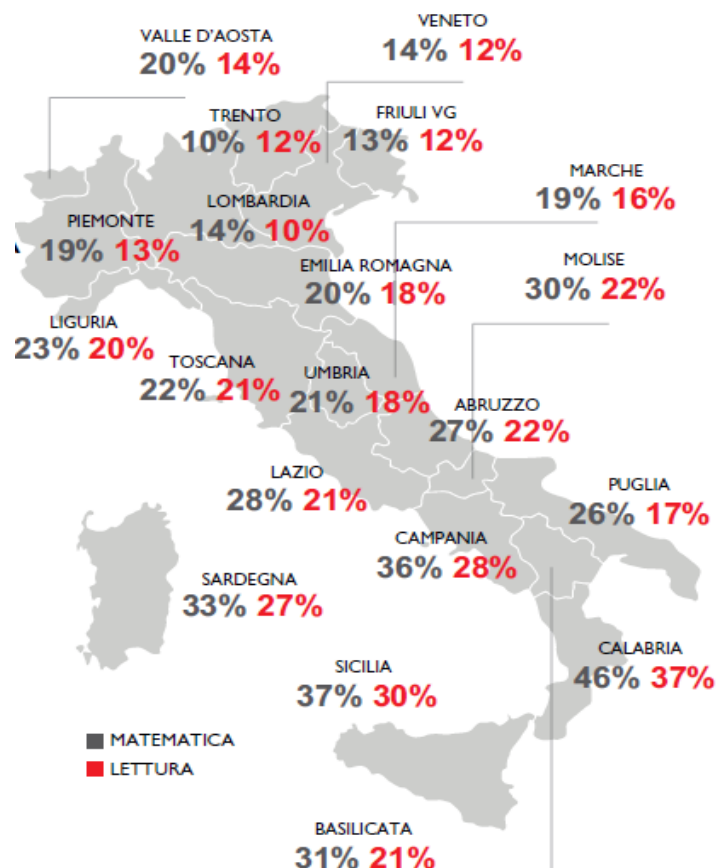 VENETO
14% 12%
VALLE D'AOSTA
20% 14%
TRENTO
10% 12%
FRIULI VG
13% 12%
MARCHE
19% 16%
LOMBARDIA
14% 10%
PIEMONTE
19% 13%
EMILIA ROMAGNA
20% 18%
MOLISE
30% 22%
LIGURIA
23% 20%
TOSCANA
22% 21%
UMBRIA
21% 18%
ABRUZZO
27% 22%
LAZIO
28% 21%
PUGLIA
26% 17%
CAMPANIA
36% 28%
SARDEGNA
33% 27%
CALABRIA
46% 37%
SICILIA
37% 30%
MATEMATICA
LETTURA
BASILICATA
31% 21%